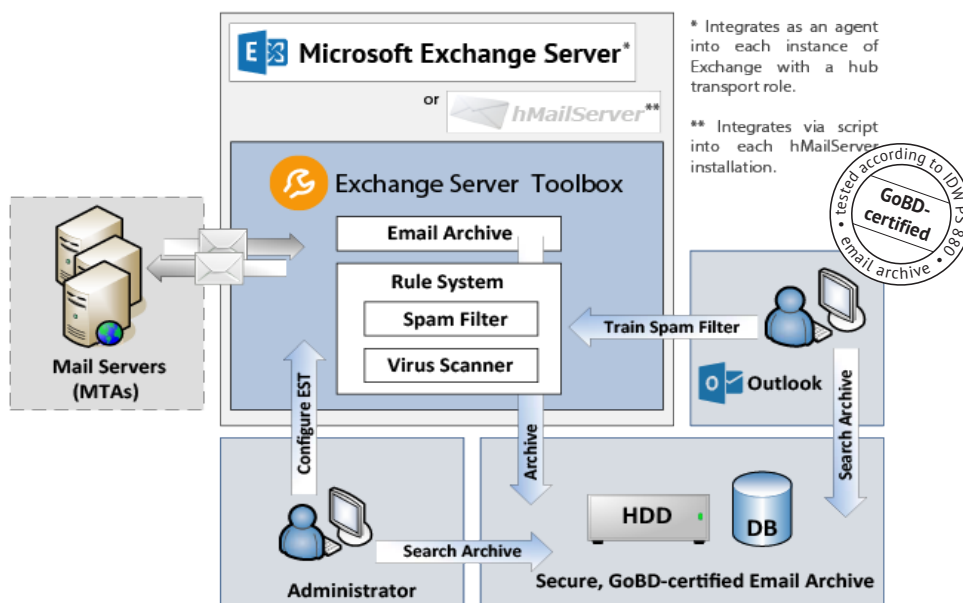 Microsoft Exchange Server*
or hMailServer**
* Integrates as an agent
into each instance of
Exchange with a hub
transport role.
** Integrates via script
into each hMailServer
installation.
• tested according to IDW PS 880 • email archive
GoBD-
certified
Exchange Server Toolbox
Email Archive
Rule System
Spam Filter
Virus Scanner
Mail Servers
(MTAs)
Train Spam Filter
Outlook
Configure EST
Archive
Search Archive
HDD
DB
Search Archive
Administrator
Secure, GoBD-certified Email Archive